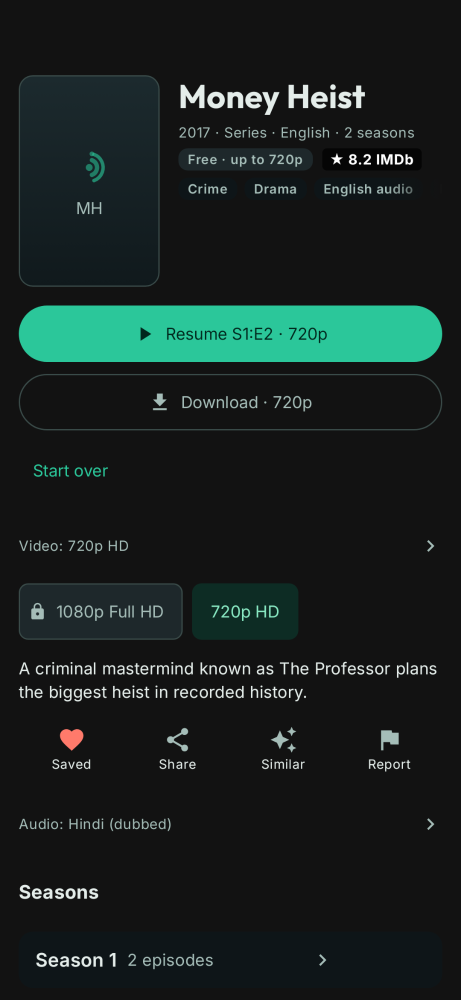 MH
Money Heist
2017 · Series · English · 2 seasons
Free · up to 720p
★ 8.2 IMDb
Crime
Drama
English audio
Resume S1:E2 · 720p
Download · 720p
Start over
Video: 720p HD
1080p Full HD
720p HD
A criminal mastermind known as The Professor plans
the biggest heist in recorded history.
Saved
Share
Similar
Report
Audio: Hindi (dubbed)
Seasons
Season 1 2 episodes